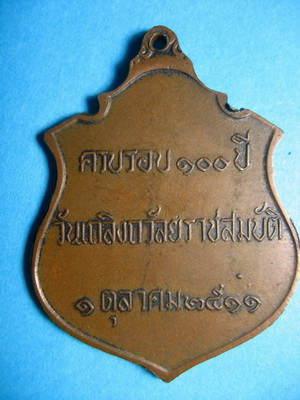 ครบรอบ ๑๐๐ ปี
วันเถลิงถวัลยราชสมบัติ
๑ ตุลาคม ๒๕๑๑